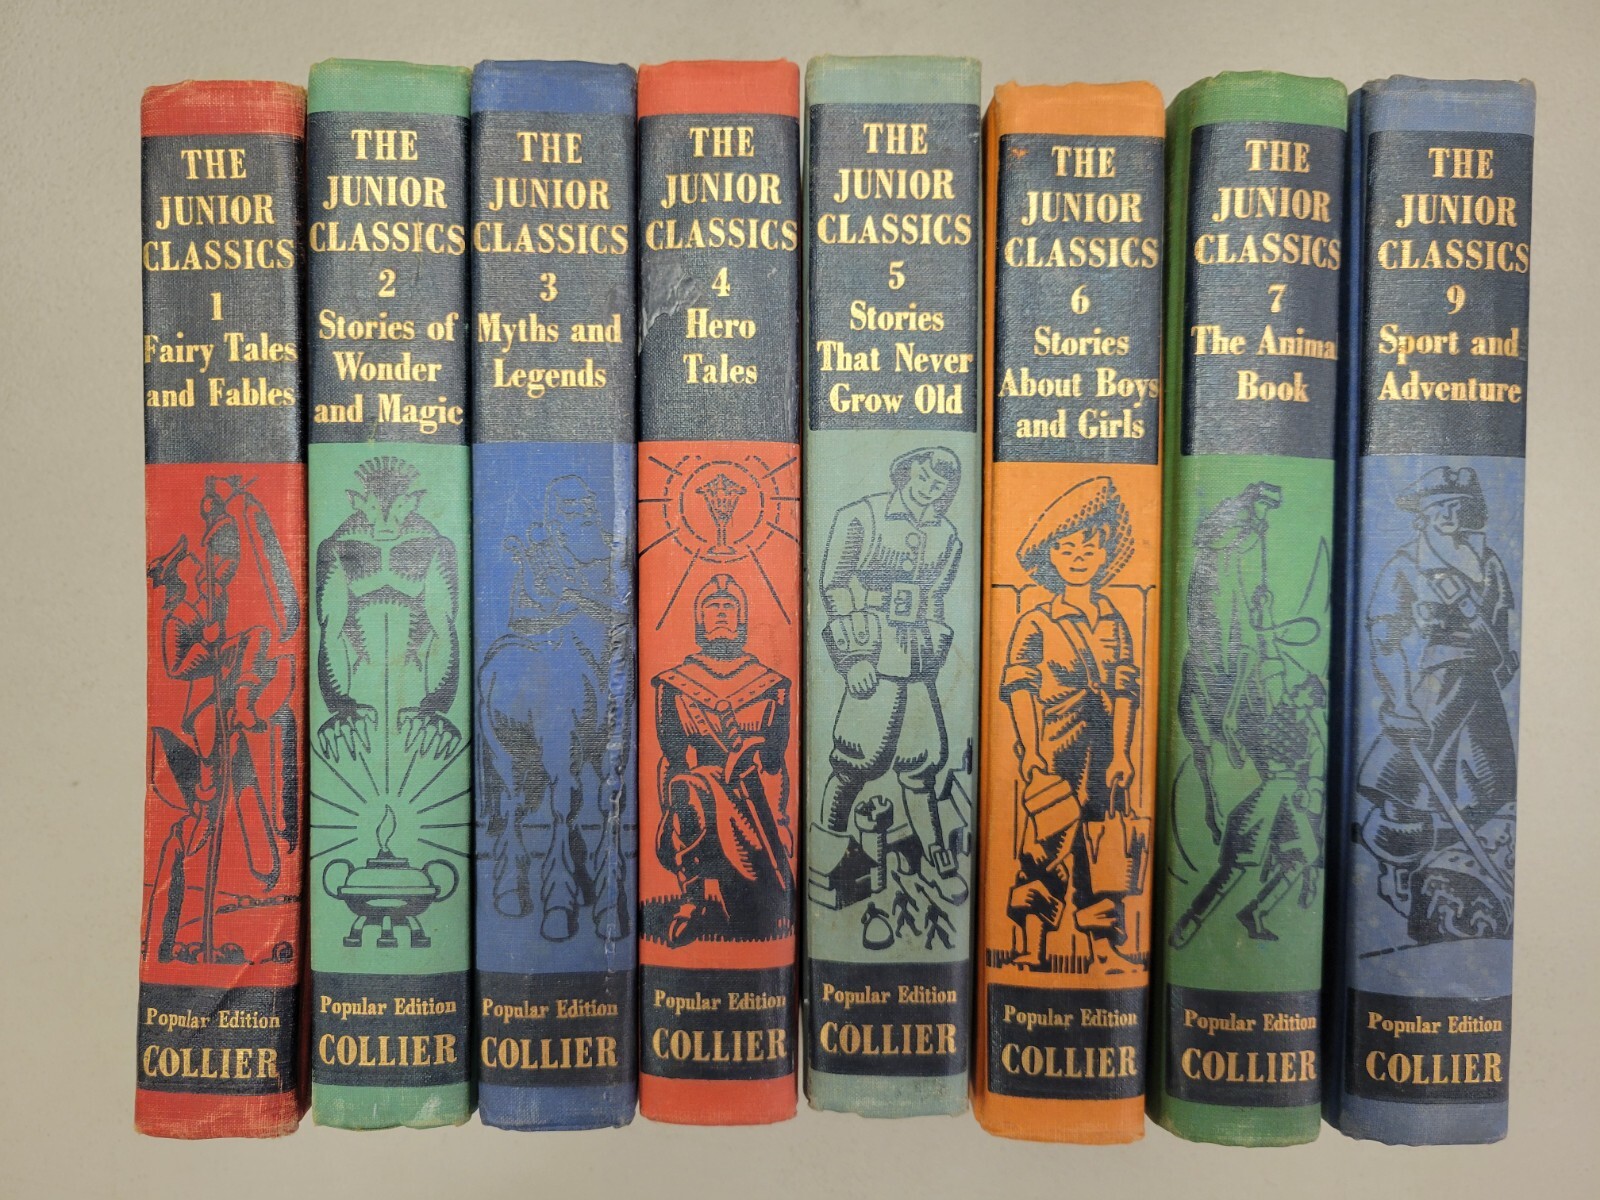 THE
JUNIOR
CLASSICS
1
Fairy Tales
and Fables
Popular Edition
COLLIER
THE
JUNIOR
CLASSICS
2
Stories of
Wonder
and Magic
Popular Edition
COLLIER
THE
JUNIOR
CLASSICS
3
Myths and
Legends
Popular Edition
COLLIER
THE
JUNIOR
CLASSICS
4
Hero
Tales
Popular Edition
COLLIER
THE
JUNIOR
CLASSICS
5
Stories
That Never
Grow Old
Popular Edition
COLLIER
THE
JUNIOR
CLASSICS
6
Stories
About Boys
and Girls
Popular Edition
COLLIER
THE
JUNIOR
CLASSICS
7
The Animal
Book
Popular Edition
COLLIER
THE
JUNIOR
CLASSICS
9
Sport and
Adventure
Popular Edition
COLLIER